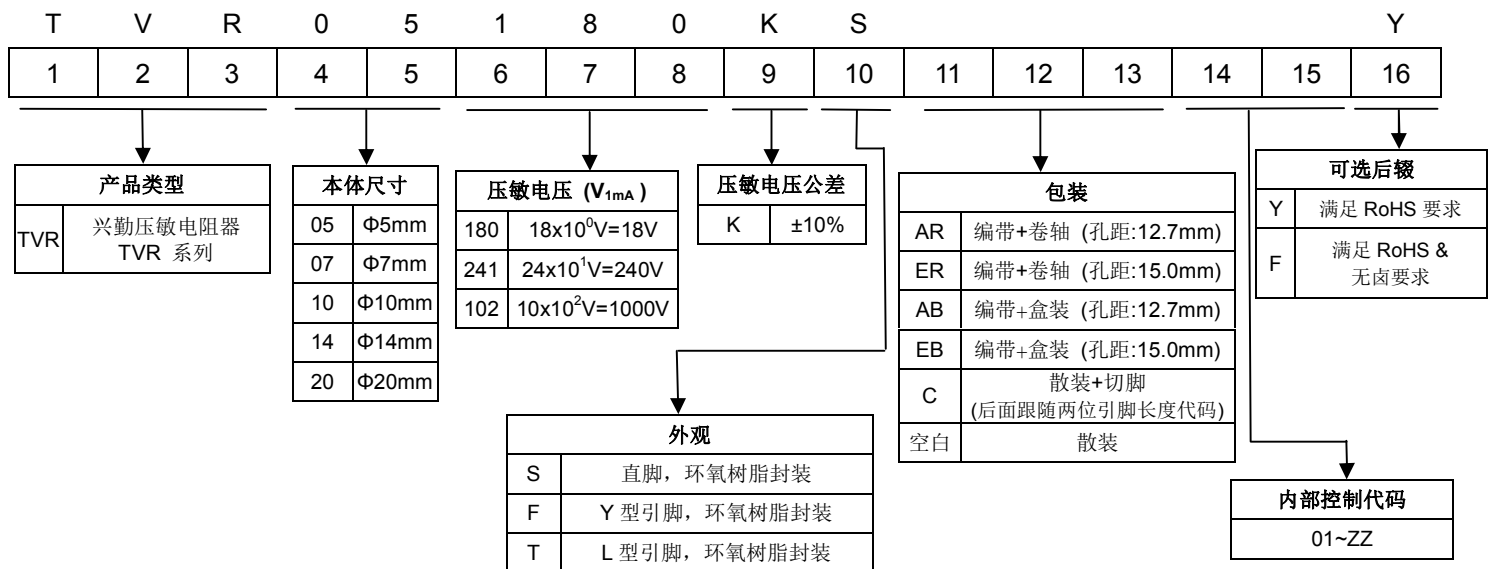 T V R 0 5 1 8 0 K S Y
1 2 3 4 5 6 7 8 9 10 11 12 13 14 15 16
产品类型
TVR 兴勤压敏电阻器
TVR 系列
本体尺寸
05 Φ5mm
07 Φ7mm
10 Φ10mm
14 Φ14mm
20 Φ20mm
压敏电压 (V1mA )
180 18x10⁰V=18V
241 24x10¹V=240V
102 10x10²V=1000V
压敏电压公差
K ±10%
外观
S 直脚，环氧树脂封装
F Y 型引脚，环氧树脂封装
T L 型引脚，环氧树脂封装
包装
AR 编带+卷轴 (孔距:12.7mm)
ER 编带+卷轴 (孔距:15.0mm)
AB 编带+盒装 (孔距:12.7mm)
EB 编带+盒装 (孔距:15.0mm)
C 散装+切脚
(后面跟随两位引脚长度代码)
空白 散装
可选后辍
Y 满足 RoHS 要求
F 满足 RoHS &
无卤要求
内部控制代码
01~ZZ